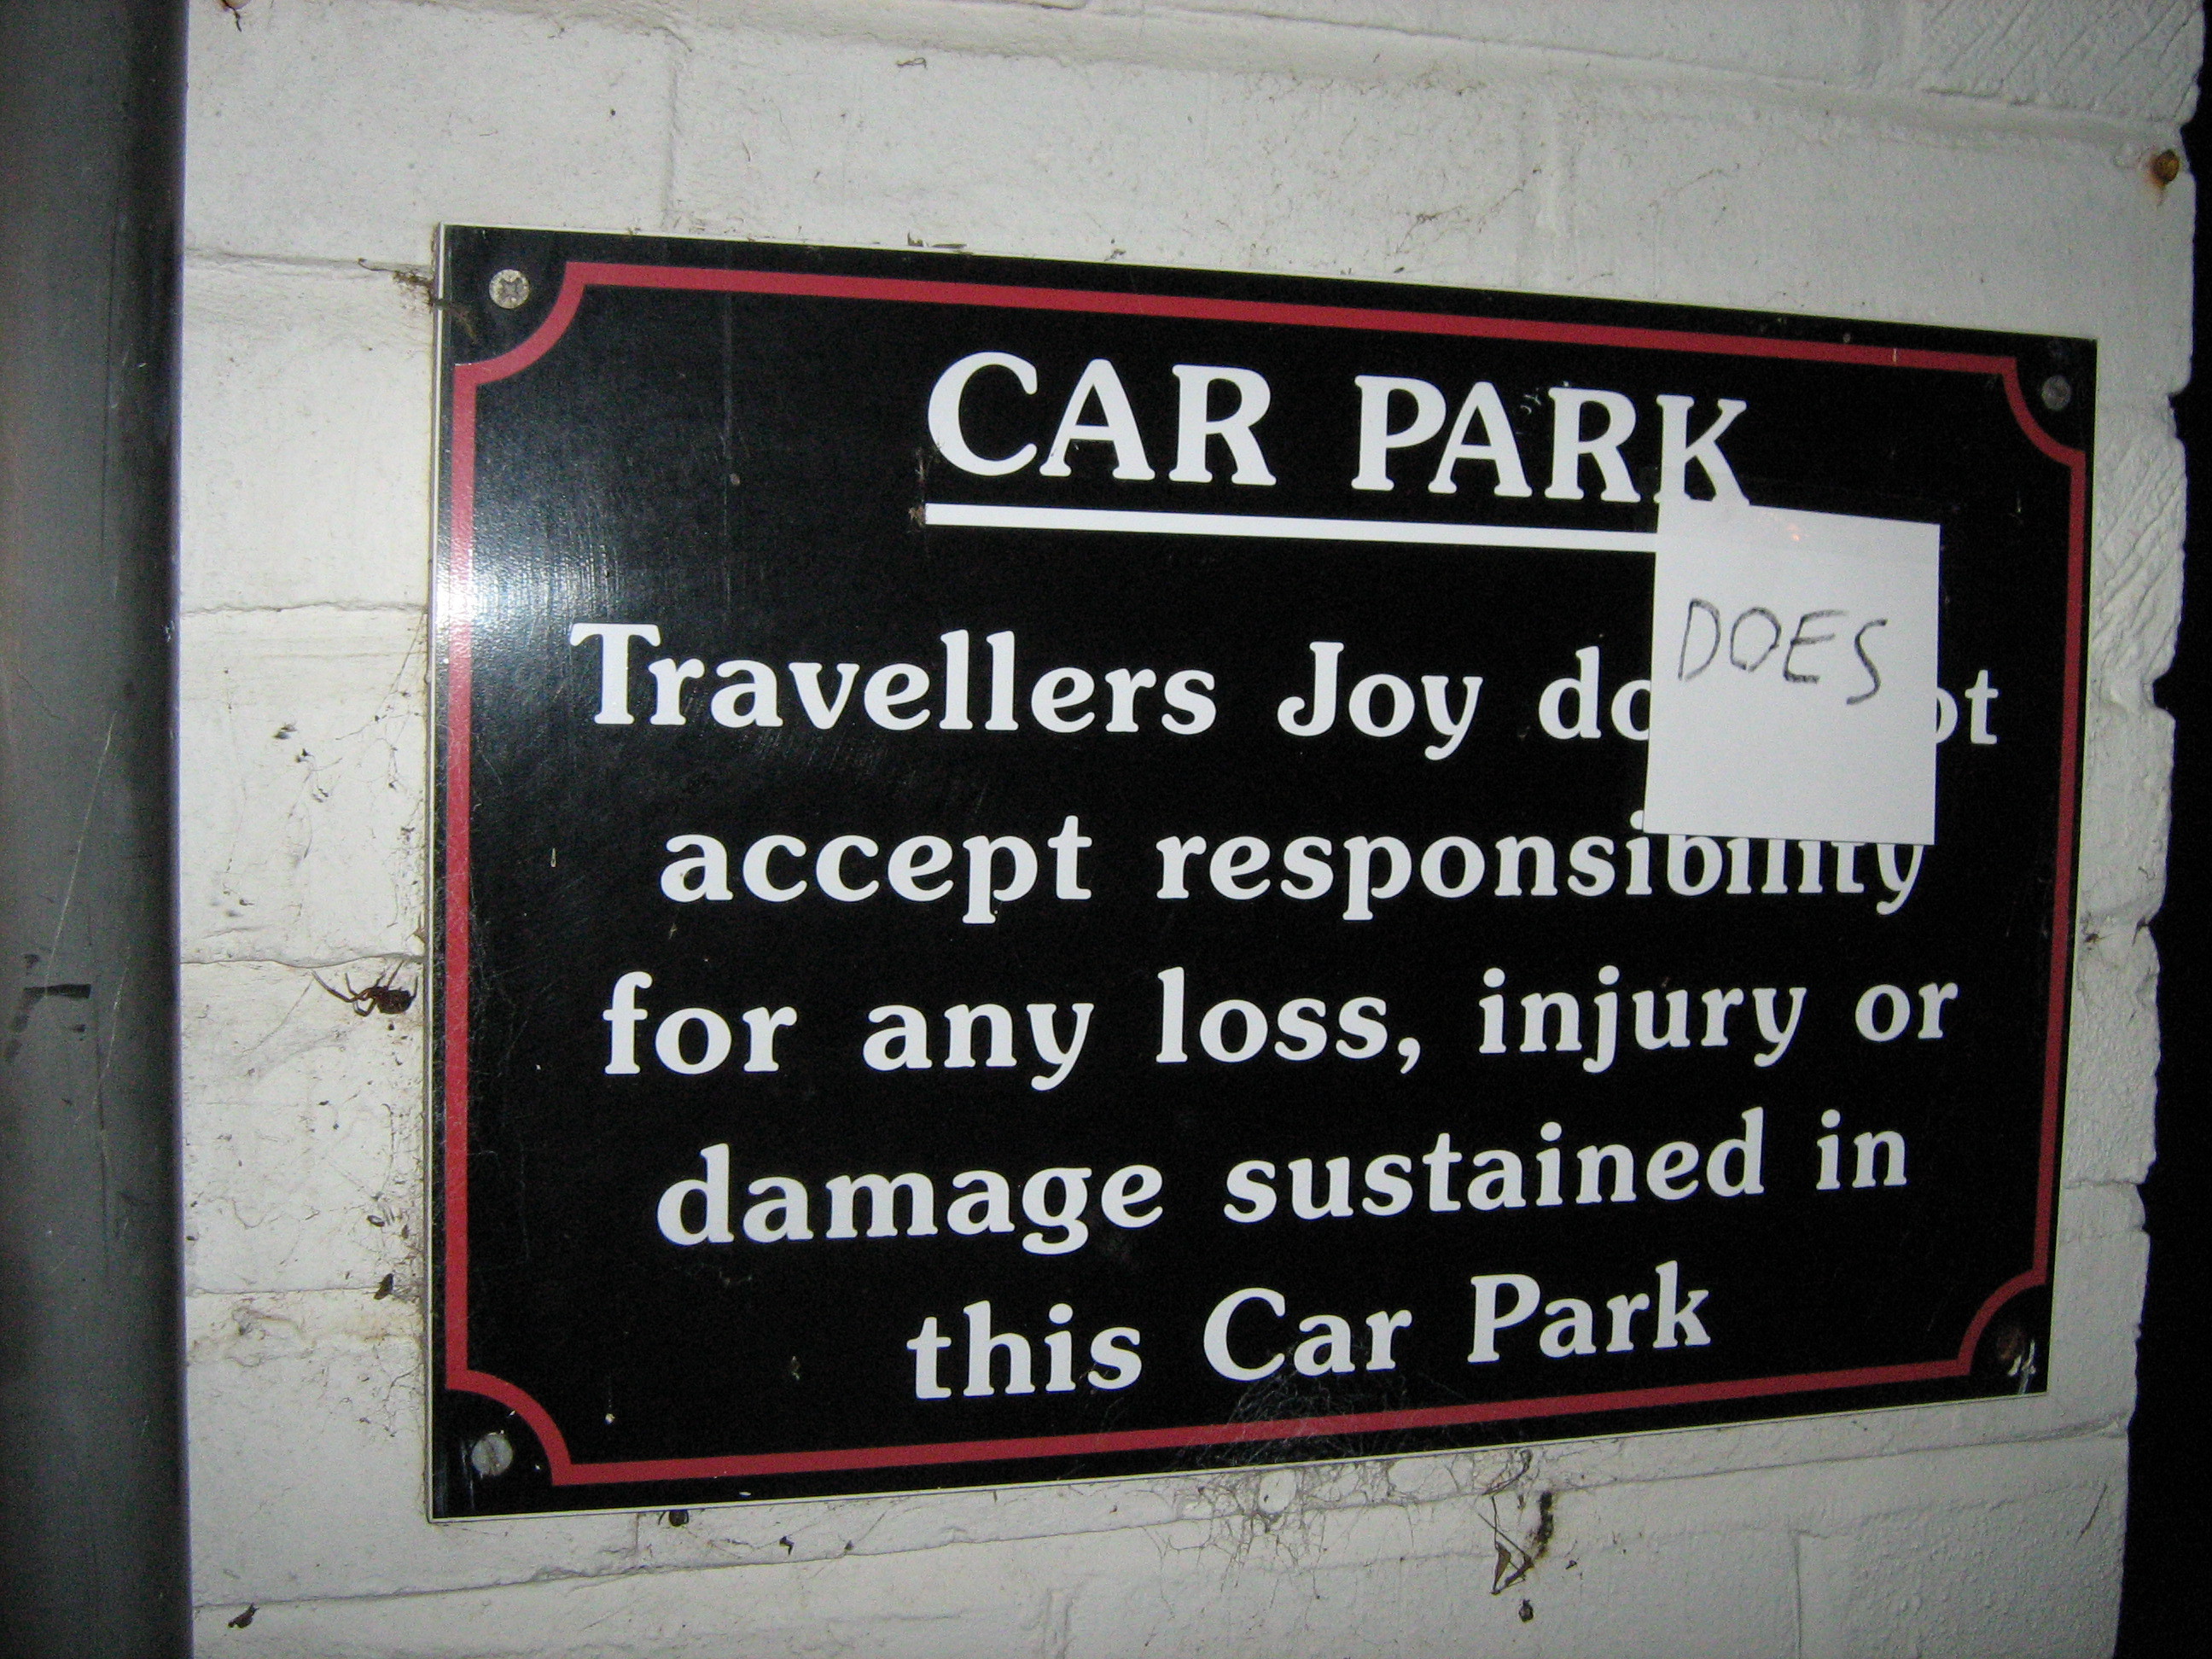 CAR PARK
DOES
Travellers Joy do ot
accept responsibility
for any loss, injury or
damage sustained in
this Car Park